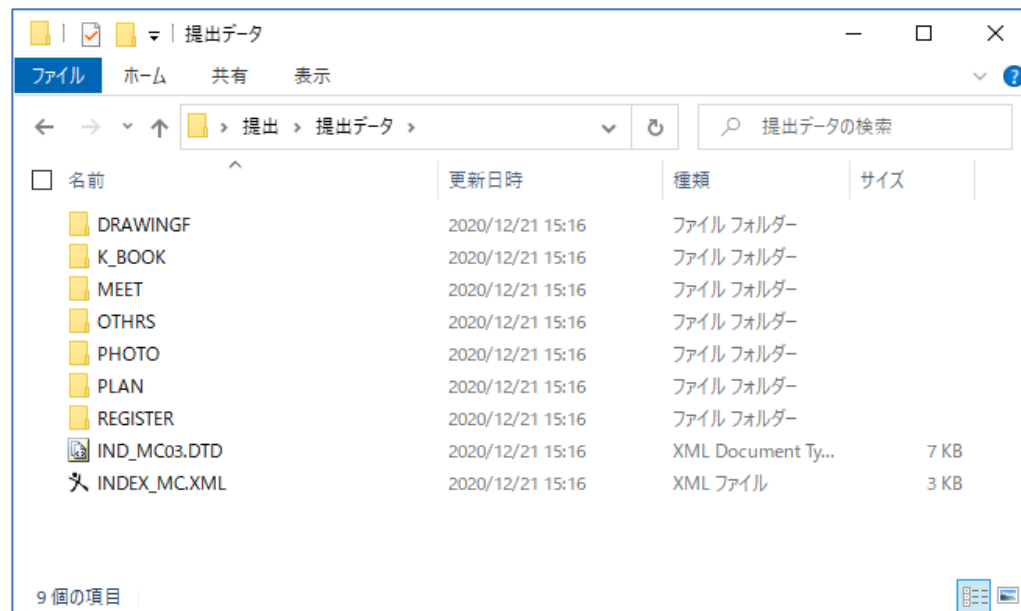 提出データ
ファイル ホーム 共有 表示 ?
提出 提出データ 提出データの検索
名前 更新日時 種類 サイズ
DRAWINGF 2020/12/21 15:16 ファイル フォルダー
K_BOOK 2020/12/21 15:16 ファイル フォルダー
MEET 2020/12/21 15:16 ファイル フォルダー
OTHRS 2020/12/21 15:16 ファイル フォルダー
PHOTO 2020/12/21 15:16 ファイル フォルダー
PLAN 2020/12/21 15:16 ファイル フォルダー
REGISTER 2020/12/21 15:16 ファイル フォルダー
IND_MC03.DTD 2020/12/21 15:16 XML Document Ty... 7 KB
INDEX_MC.XML 2020/12/21 15:16 XML ファイル 3 KB
9 個の項目